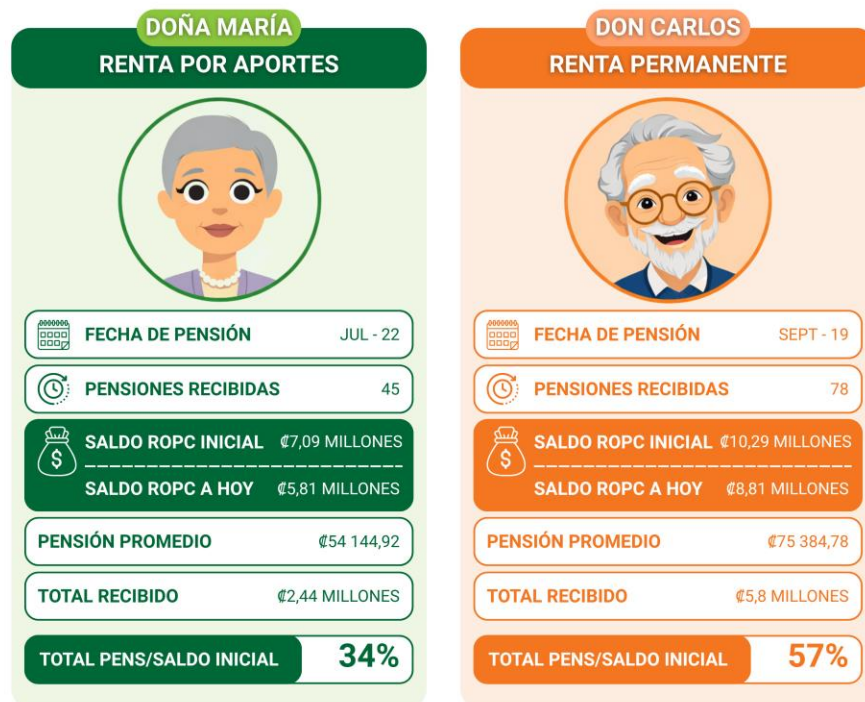 DOÑA MARÍA
RENTA POR APORTES
FECHA DE PENSIÓN JUL - 22
PENSIONES RECIBIDAS 45
SALDO ROPC INICIAL ₡7,09 MILLONES
SALDO ROPC A HOY ₡5,81 MILLONES
PENSIÓN PROMEDIO ₡54 144,92
TOTAL RECIBIDO ₡2,44 MILLONES
TOTAL PENS/SALDO INICIAL 34%
DON CARLOS
RENTA PERMANENTE
FECHA DE PENSIÓN SEPT - 19
PENSIONES RECIBIDAS 78
SALDO ROPC INICIAL ₡10,29 MILLONES
SALDO ROPC A HOY ₡8,81 MILLONES
PENSIÓN PROMEDIO ₡75 384,78
TOTAL RECIBIDO ₡5,8 MILLONES
TOTAL PENS/SALDO INICIAL 57%